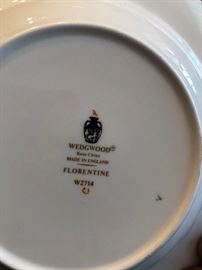 WEDGWOOD®
Bone China
MADE IN ENGLAND
FLORENTINE
W2714